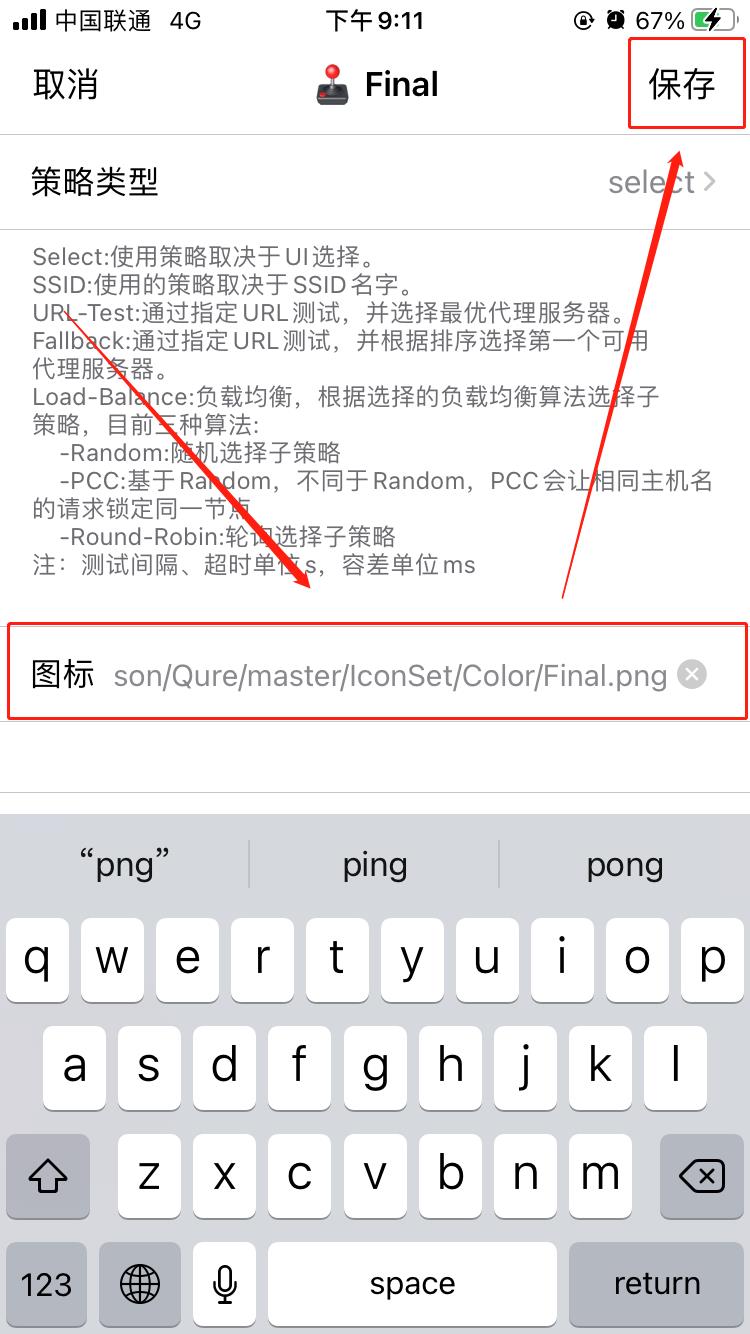 中国联通 4G 下午9:11 67%
取消 Final 保存
策略类型 select
Select:使用策略取决于UI选择。
SSID:使用的策略取决于SSID名字。
URL-Test:通过指定URL测试，并选择最优代理服务器。
Fallback:通过指定URL测试，并根据排序选择第一个可用
代理服务器。
Load-Balance:负载均衡，根据选择的负载均衡算法选择子
策略，目前三种算法:
-Random:随机选择子策略
-PCC:基于Random，不同于Random，PCC会让相同主机名
的请求锁定同一节点
-Round-Robin:轮询选择子策略
注：测试间隔、超时单位s，容差单位ms
图标 son/Qure/master/IconSet/Color/Final.png
“png” ping pong
q w e r t y u i o p
a s d f g h j k l
z x c v b n m
123 space return